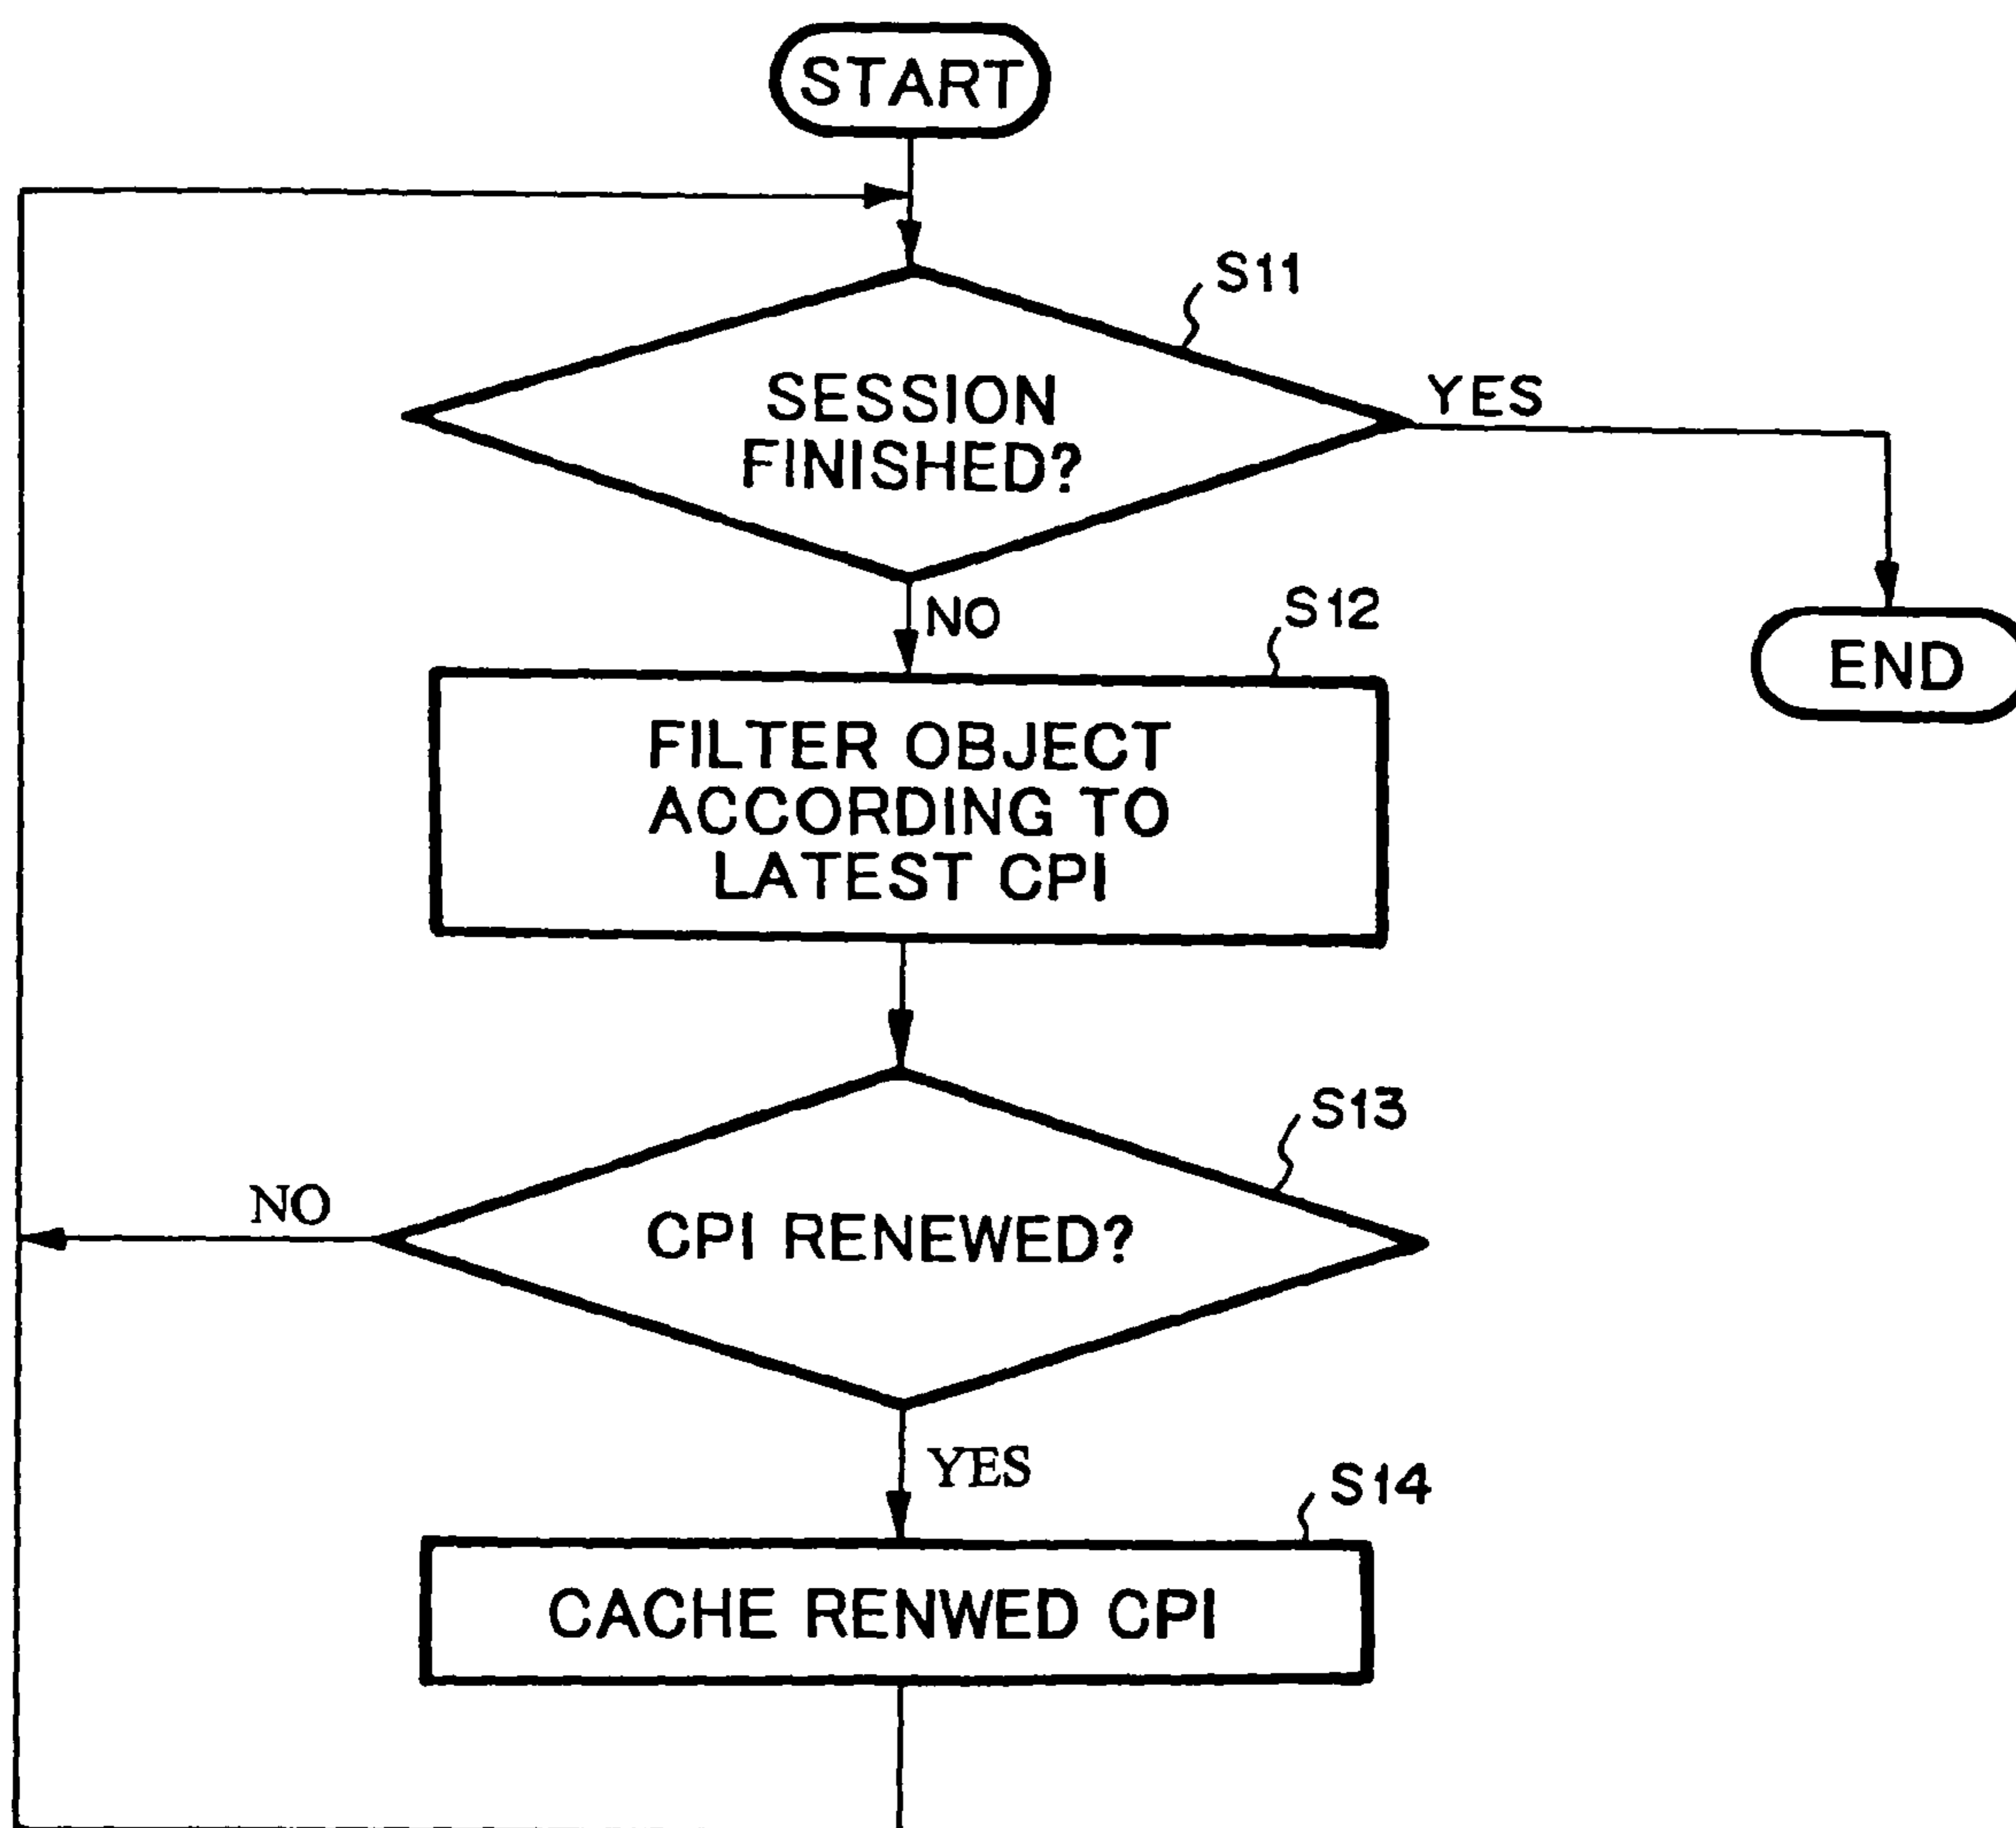 START
S11
SESSION
FINISHED?
YES
NO
S12
END
FILTER OBJECT
ACCORDING TO
LATEST CPI
S13
NO
CPI RENEWED?
YES
S14
CACHE RENWED CPI